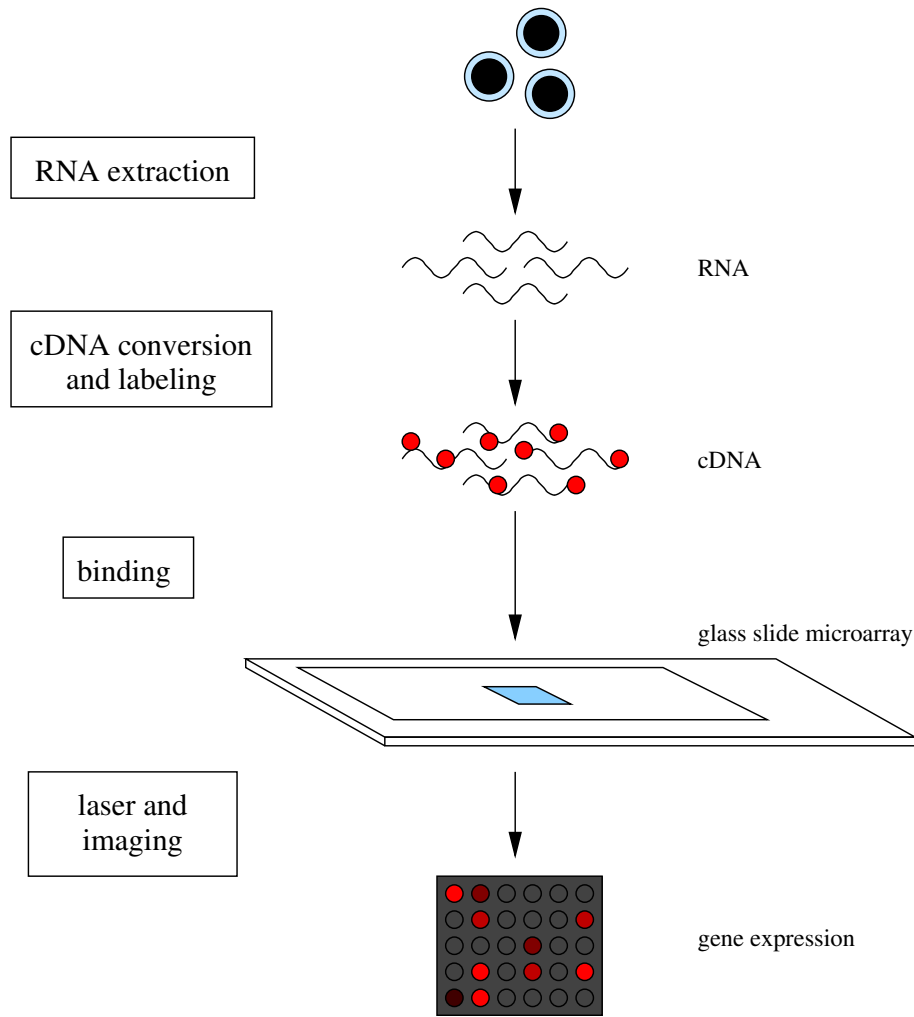 RNA extraction
RNA
cDNA conversion
and labeling
cDNA
binding
glass slide microarray
laser and
imaging
gene expression